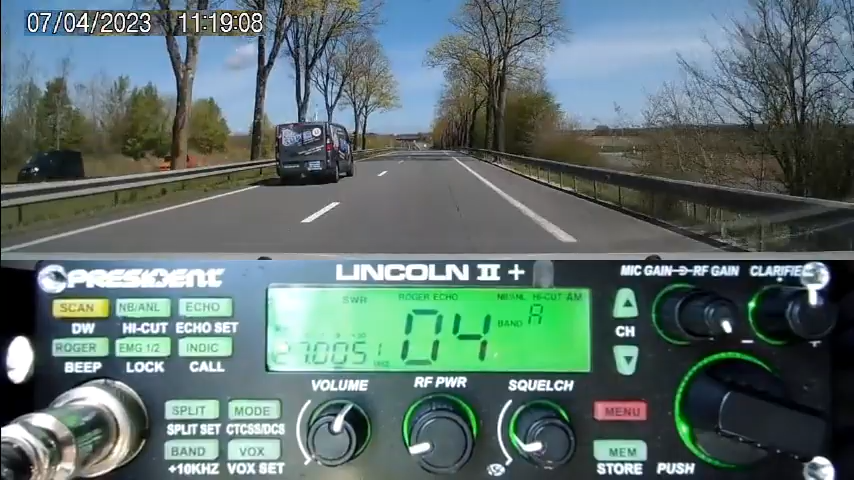 07/04/2023 11:19:08
PRESIDENT
LINCOLN II +
MIC GAIN RF GAIN CLARIFIE
SCAN NB/ANL ECHO
DW HI-CUT ECHO SET
ROGER EMG 1/2 INDIC
BEEP LOCK CALL
SWR ROGER ECHO NB/ANL HI-CUT AM
04 BAND A
27.0051
CH
VOLUME RF PWR SQUELCH
SPLIT MODE
SPLIT SET CTCSS/DCS
BAND VOX
+10KHZ VOX SET
MENU
MEM
STORE PUSH
- +